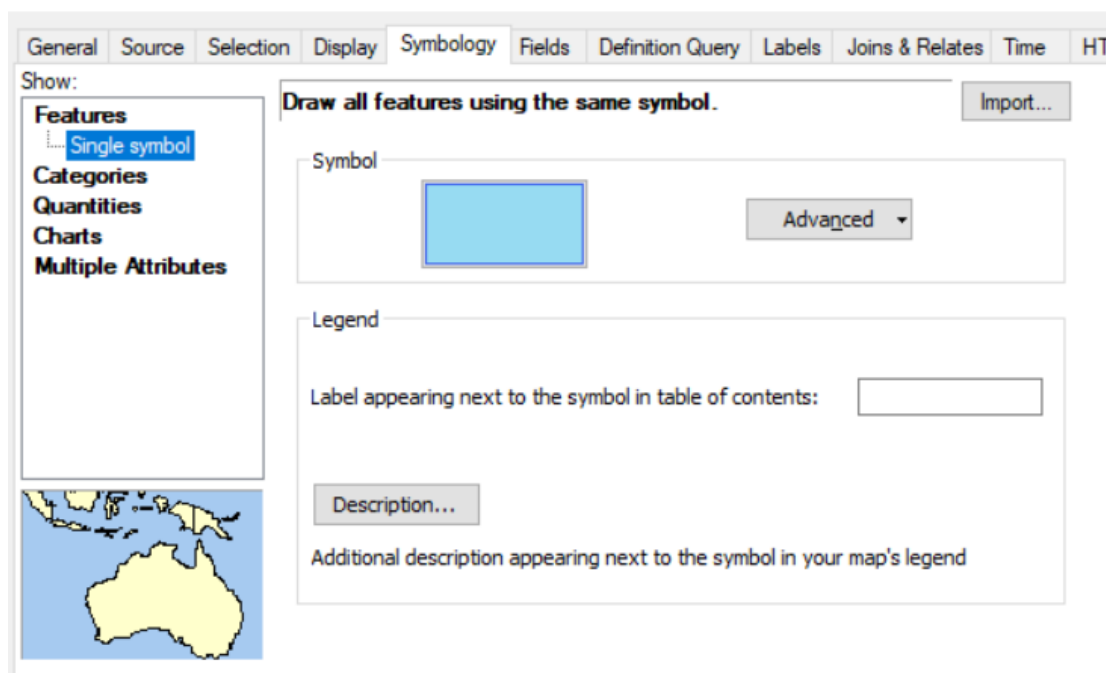 General Source Selection Display Symbology Fields Definition Query Labels Joins & Relates Time HT
Show:
Features
Single symbol
Categories
Quantities
Charts
Multiple Attributes
Draw all features using the same symbol.
Import...
Symbol
Advanced
Legend
Label appearing next to the symbol in table of contents:
Description...
Additional description appearing next to the symbol in your map's legend